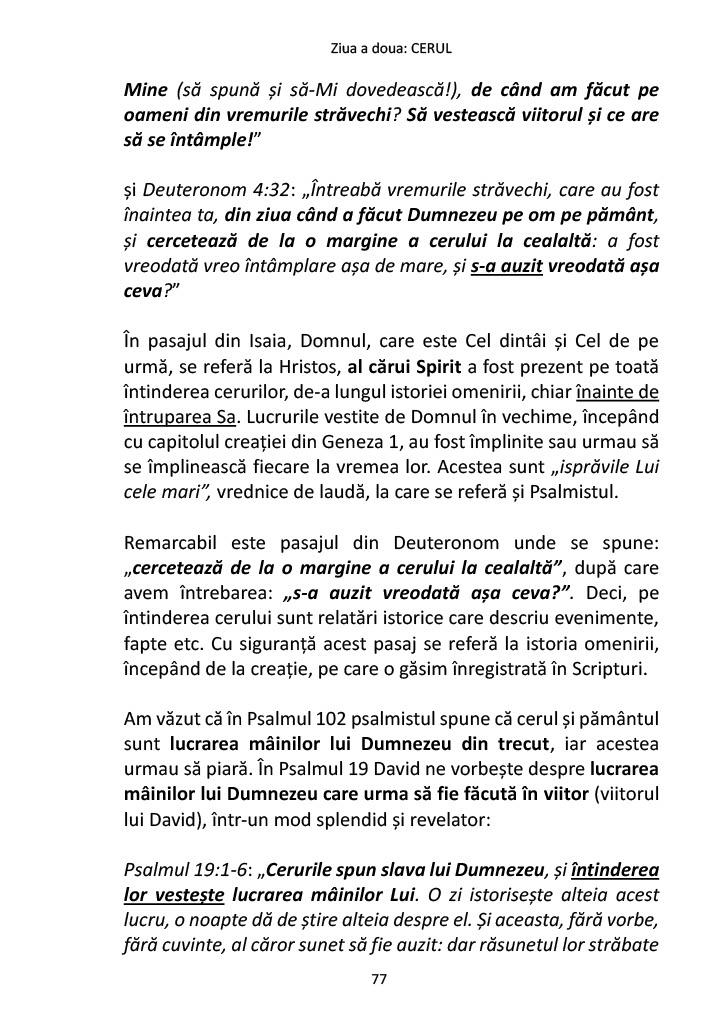 Ziua a doua: CERUL
Mine (să spună și să-Mi dovedească!), de când am făcut pe
oameni din vremurile străvechi? Să vestească viitorul și ce are
să se întâmple!”
și Deuteronom 4:32: „Întreabă vremurile străvechi, care au fost
înaintea ta, din ziua când a făcut Dumnezeu pe om pe pământ,
și cercetează de la o margine a cerului la cealaltă: a fost
vreodată vreo întâmplare așa de mare, și s-a auzit vreodată așa
ceva?”
În pasajul din Isaia, Domnul, care este Cel dintâi și Cel de pe
urmă, se referă la Hristos, al cărui Spirit a fost prezent pe toată
întinderea cerurilor, de-a lungul istoriei omenirii, chiar înainte de
întruparea Sa. Lucrurile vestite de Domnul în vechime, începând
cu capitolul creației din Geneza 1, au fost împlinite sau urmau să
se împlinească fiecare la vremea lor. Acestea sunt „isprăvile Lui
cele mari”, vrednice de laudă, la care se referă și Psalmistul.
Remarcabil este pasajul din Deuteronom unde se spune:
„cercetează de la o margine a cerului la cealaltă”, după care
avem întrebarea: „s-a auzit vreodată așa ceva?”. Deci, pe
întinderea cerului sunt relatări istorice care descriu evenimente,
fapte etc. Cu siguranță acest pasaj se referă la istoria omenirii,
începând de la creație, pe care o găsim înregistrată în Scripturi.
Am văzut că în Psalmul 102 psalmistul spune că cerul și pământul
sunt lucrarea mâinilor lui Dumnezeu din trecut, iar acestea
urmau să piară. În Psalmul 19 David ne vorbește despre lucrarea
mâinilor lui Dumnezeu care urma să fie făcută în viitor (viitorul
lui David), într-un mod splendid și revelator:
Psalmul 19:1-6: „Cerurile spun slava lui Dumnezeu, și întinderea
lor vestește lucrarea mâinilor Lui. O zi istorisește alteia acest
lucru, o noapte dă de știre alteia despre el. Și aceasta, fără vorbe,
fără cuvinte, al căror sunet să fie auzit: dar răsunetul lor străbate
77